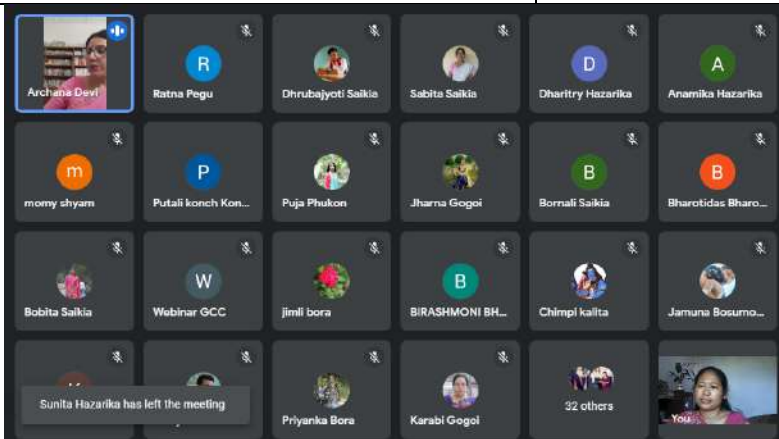 Archana Devi
R
Ratna Pegu
Dhrubajyoti Saikia
Sabita Saikia
D
Dharitry Hazarika
A
Anamika Hazarika
m
momy shyam
P
Putali konch Kon...
Puja Phukon
Jharna Gogoi
B
Bornali Saikia
B
Bharotidas Bharo...
Bobita Saikia
W
Webinar GCC
jimli bora
B
BIRASHMONI BH...
Chimpi kalita
Jamuna Bosumo...
Sunita Hazarika has left the meeting
Priyanka Bora
Karabi Gogoi
32 others
You